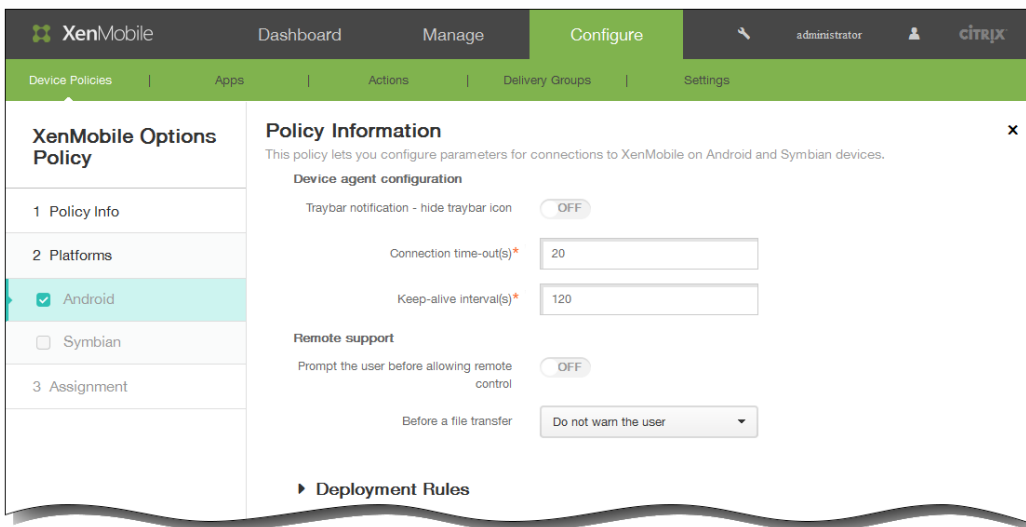 XenMobile Dashboard Manage Configure administrator CİTRIX
Device Policies | Apps | Actions | Delivery Groups | Settings
XenMobile Options
Policy
1 Policy Info
2 Platforms
Android
Symbian
3 Assignment
Policy Information
This policy lets you configure parameters for connections to XenMobile on Android and Symbian devices.
Device agent configuration
Traybar notification - hide traybar icon OFF
Connection time-out(s)* 20
Keep-alive interval(s)* 120
Remote support
Prompt the user before allowing remote
control OFF
Before a file transfer Do not warn the user
Deployment Rules